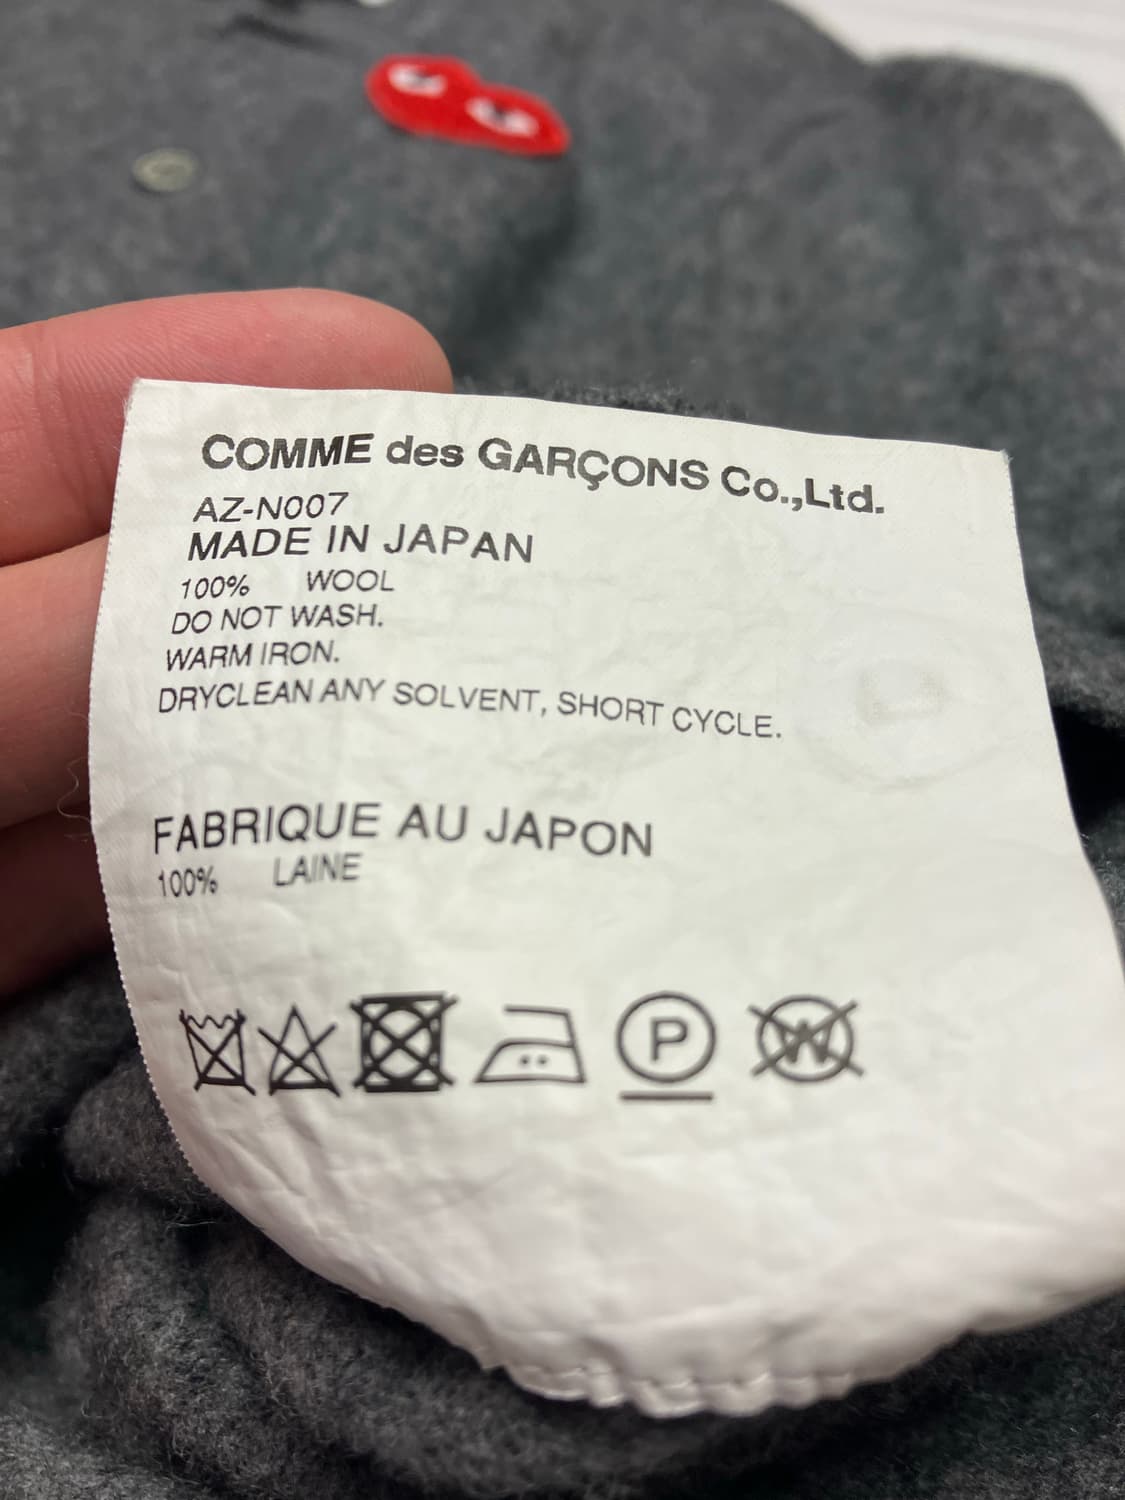 COMME des GARÇONS Co.,Ltd.
AZ-N007
MADE IN JAPAN
100% WOOL
DO NOT WASH.
WARM IRON.
DRYCLEAN ANY SOLVENT, SHORT CYCLE.
FABRIQUE AU JAPON
100% LAINE
P W